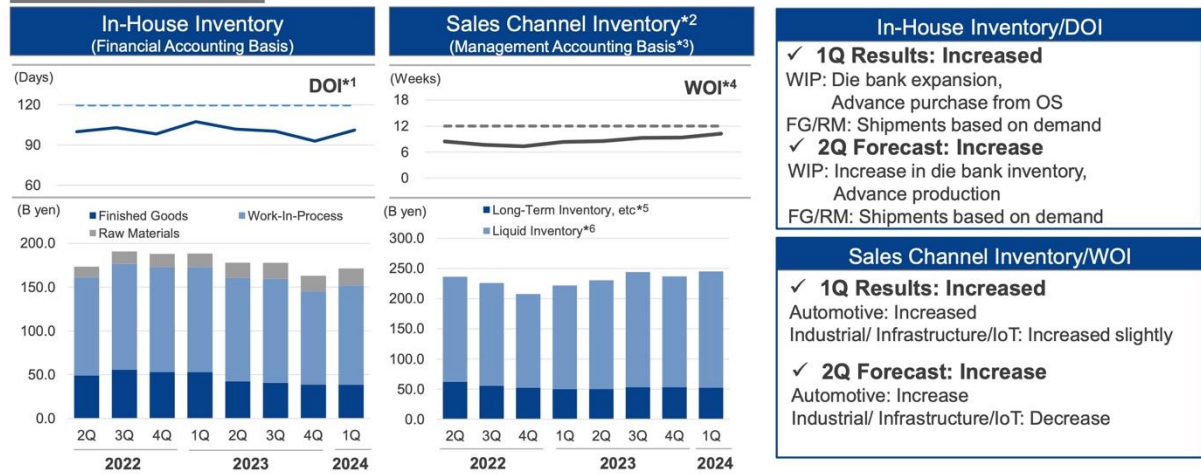 In-House Inventory
(Financial Accounting Basis)
(Days)
DOI*1
120
90
60
(B yen)
Finished Goods
Work-In-Process
Raw Materials
200.0
150.0
100.0
50.0
0.0
2Q 3Q 4Q 1Q 2Q 3Q 4Q 1Q
2022 2023 2024
Sales Channel Inventory*2
(Management Accounting Basis*3)
(Weeks)
WOI*4
18
12
6
0
(B yen)
Long-Term Inventory, etc*5
Liquid Inventory*6
300.0
250.0
200.0
150.0
100.0
50.0
0.0
2Q 3Q 4Q 1Q 2Q 3Q 4Q 1Q
2022 2023 2024
In-House Inventory/DOI
✓ 1Q Results: Increased
WIP: Die bank expansion,
Advance purchase from OS
FG/RM: Shipments based on demand
✓ 2Q Forecast: Increase
WIP: Increase in die bank inventory,
Advance production
FG/RM: Shipments based on demand
Sales Channel Inventory/WOI
✓ 1Q Results: Increased
Automotive: Increased
Industrial/ Infrastructure/IoT: Increased slightly
✓ 2Q Forecast: Increase
Automotive: Increase
Industrial/ Infrastructure/IoT: Decrease